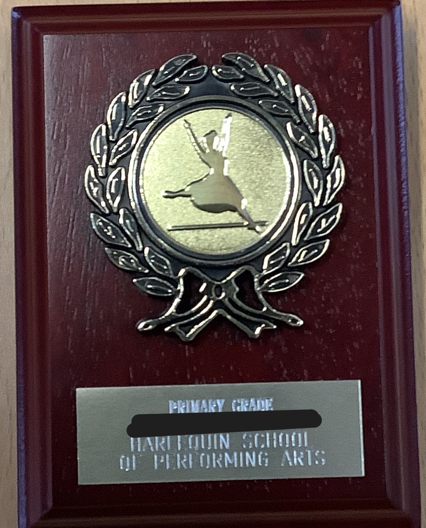 PRIMARY GRADE
HARLEQUIN SCHOOL
OF PERFORMING ARTS